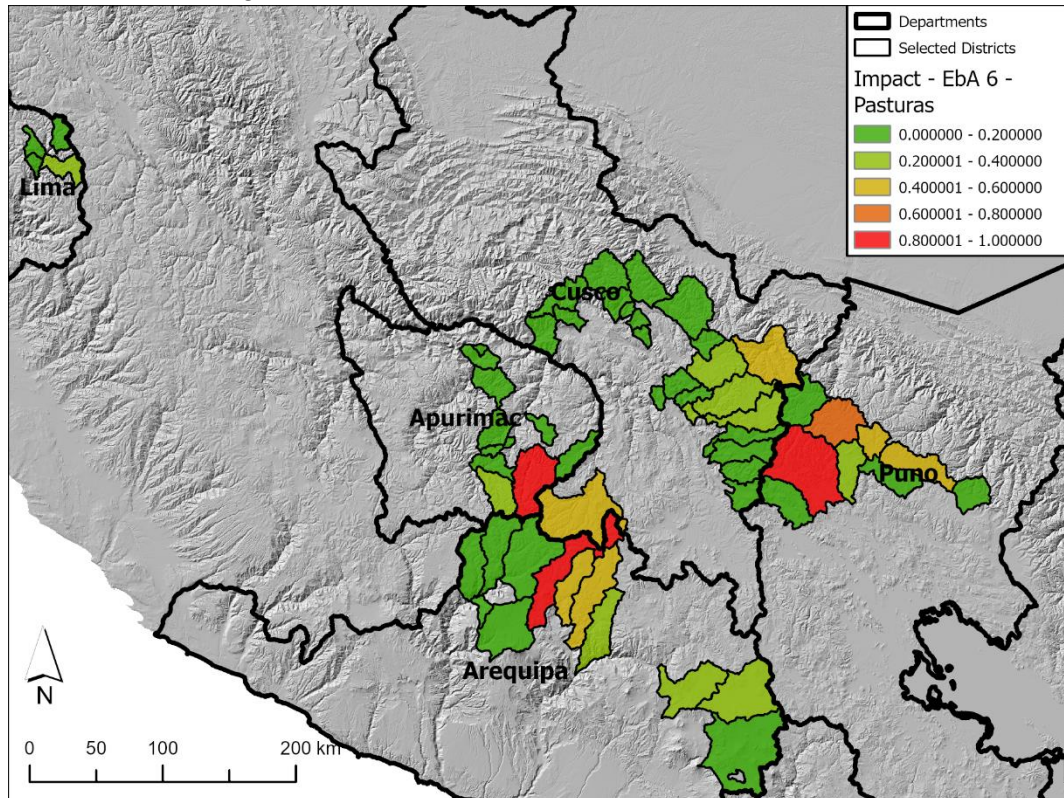 Departments
Selected Districts
Impact - EbA 6 -
Pasturas
0.000000 - 0.200000
0.200001 - 0.400000
0.400001 - 0.600000
0.600001 - 0.800000
0.800001 - 1.000000
Lima
Cusco
Apurimac
Puno
Arequipa
N
0 50 100 200 km